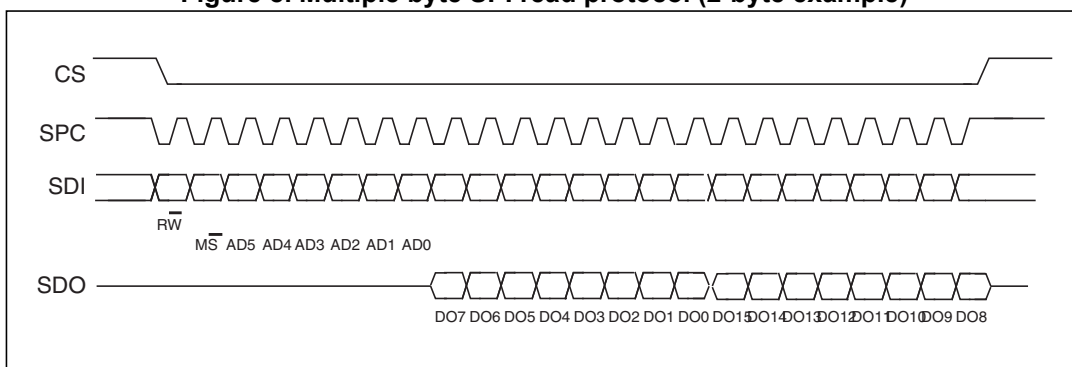 Figure 8. Multiple byte SPI read protocol (2-byte example)
CS
SPC
SDI
RW
MS AD5 AD4 AD3 AD2 AD1 AD0
SDO
DO7 DO6 DO5 DO4 DO3 DO2 DO1 DO0 DO15 DO14 DO13 DO12 DO11 DO10 DO9 DO8